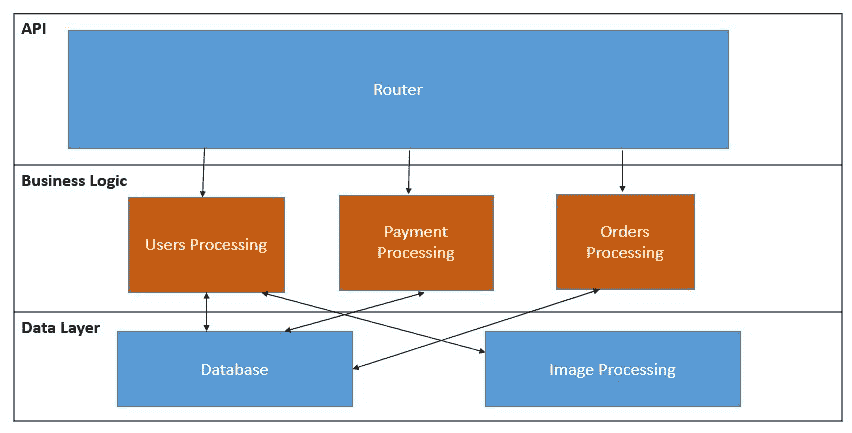 API
Router
Business Logic
Users Processing
Payment
Processing
Orders
Processing
Data Layer
Database
Image Processing